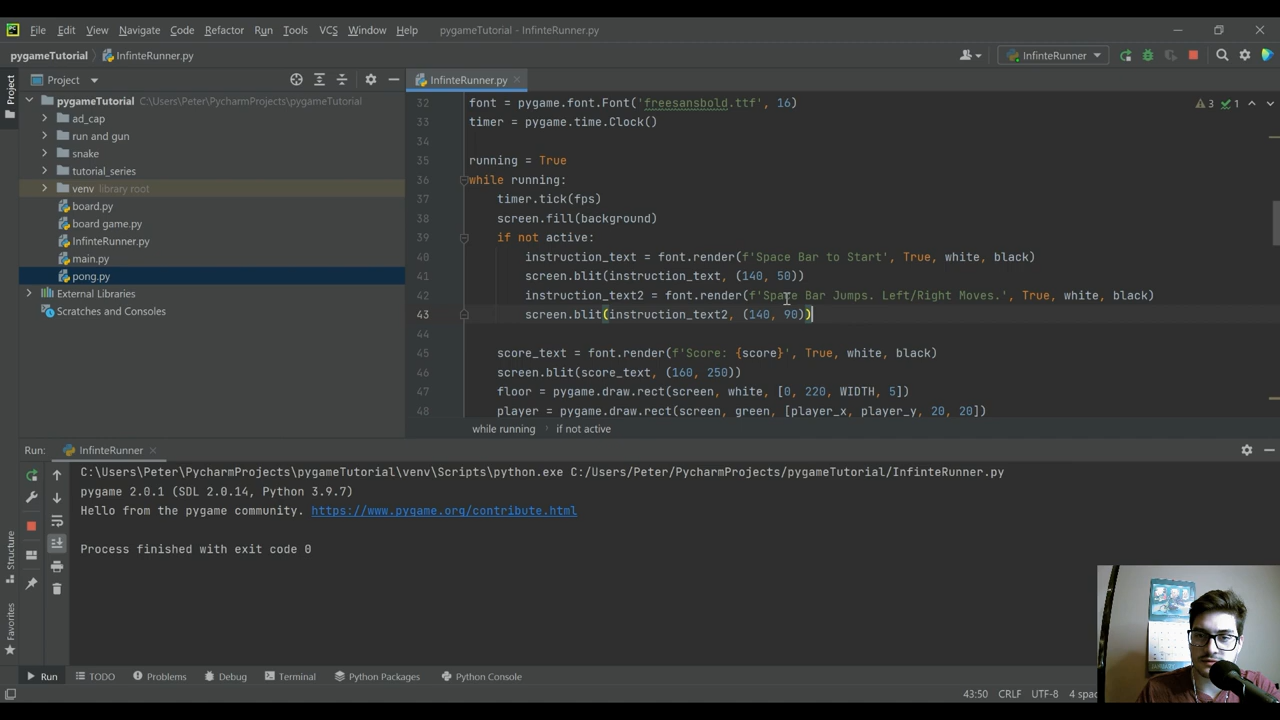 File Edit View Navigate Code Refactor Run Tools VCS Window Help pygameTutorial - InfinteRunner.py
pygameTutorial InfinteRunner.py InfinteRunner
Project InfinteRunner.py
Project
pygameTutorial C:\Users\Peter\PycharmProjects\pygameTutorial
ad_cap
run and gun
snake
tutorial_series
venv library root
board.py
board game.py
InfinteRunner.py
main.py
pong.py
External Libraries
Scratches and Consoles
3 1
32 font = pygame.font.Font('freesansbold.ttf', 16)
33 timer = pygame.time.Clock()
34
35 running = True
36 while running:
37 timer.tick(fps)
38 screen.fill(background)
39 if not active:
40 instruction_text = font.render(f'Space Bar to Start', True, white, black)
41 screen.blit(instruction_text, (140, 50))
42 instruction_text2 = font.render(f'Space Bar Jumps. Left/Right Moves.', True, white, black)
43 screen.blit(instruction_text2, (140, 90))
44
45 score_text = font.render(f'Score: {score}', True, white, black)
46 screen.blit(score_text, (160, 250))
47 floor = pygame.draw.rect(screen, white, [0, 220, WIDTH, 5])
48 player = pygame.draw.rect(screen, green, [player_x, player_y, 20, 20])
while running if not active
Run: InfinteRunner
C:\Users\Peter\PycharmProjects\pygameTutorial\venv\Scripts\python.exe C:/Users/Peter/PycharmProjects/pygameTutorial/InfinteRunner.py
pygame 2.0.1 (SDL 2.0.14, Python 3.9.7)
Hello from the pygame community. https://www.pygame.org/contribute.html
Process finished with exit code 0
Structure
Favorites
Run TODO Problems Debug Terminal Python Packages Python Console
43:50 CRLF UTF-8 4 spa